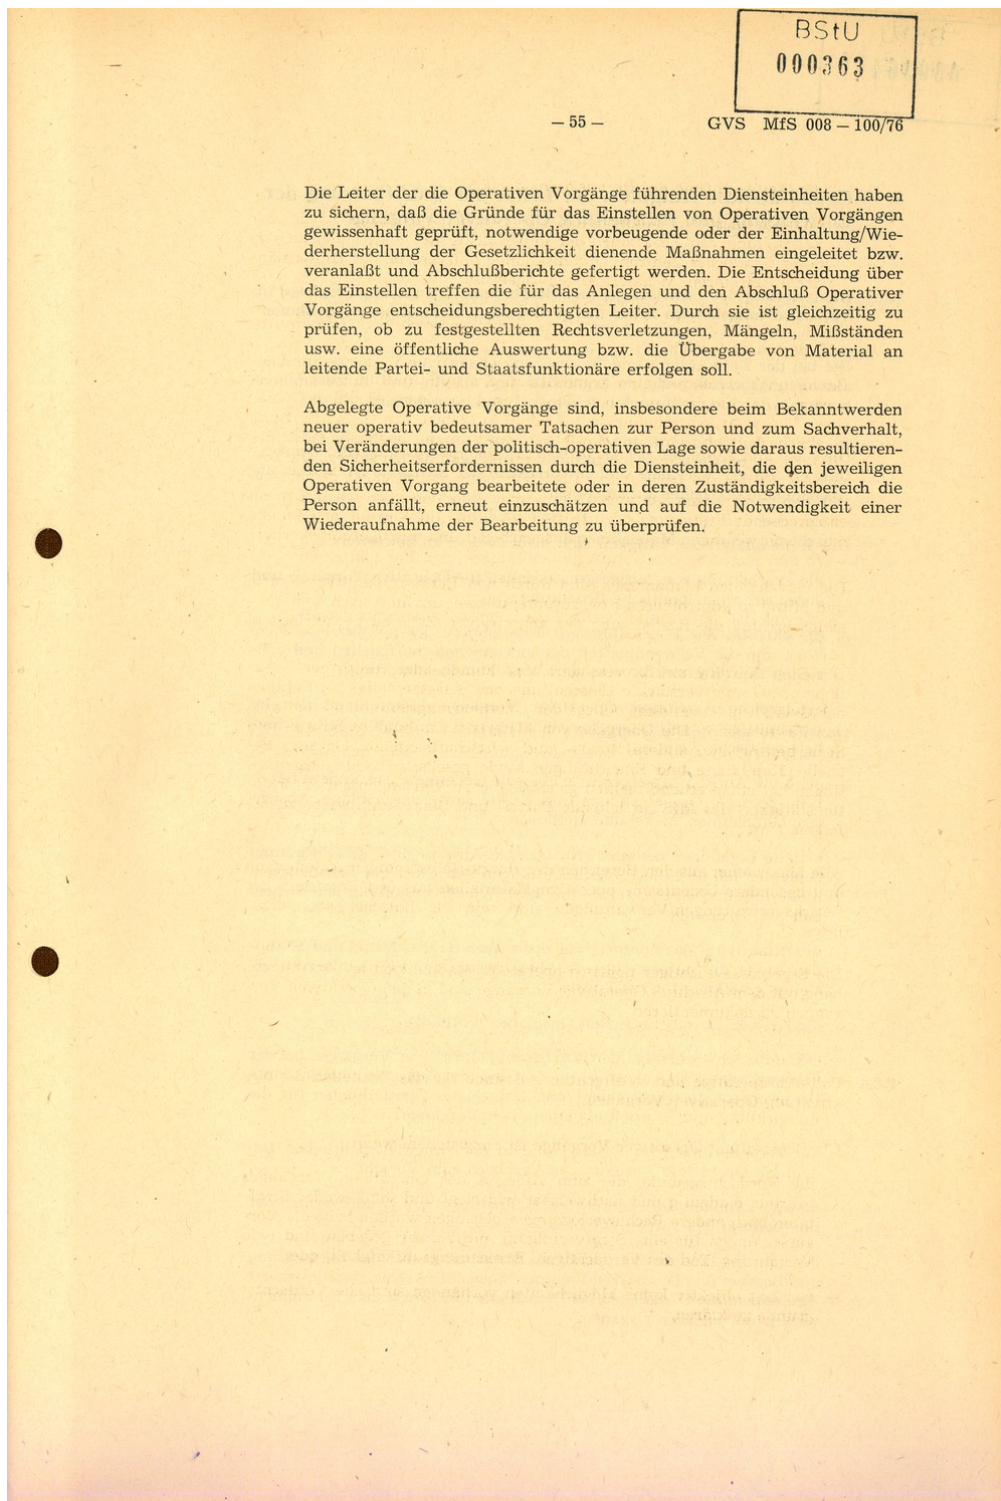 BStU
000363
— 55 —
GVS MfS 008 — 100/76
Die Leiter der die Operativen Vorgänge führenden Diensteinheiten haben
zu sichern, daß die Gründe für das Einstellen von Operativen Vorgängen
gewissenhaft geprüft, notwendige vorbeugende oder der Einhaltung/Wie-
derherstellung der Gesetzlichkeit dienende Maßnahmen eingeleitet bzw.
veranlaßt und Abschlußberichte gefertigt werden. Die Entscheidung über
das Einstellen treffen die für das Anlegen und den Abschluß Operativer
Vorgänge entscheidungsberechtigten Leiter. Durch sie ist gleichzeitig zu
prüfen, ob zu festgestellten Rechtsverletzungen, Mängeln, Mißständen
usw. eine öffentliche Auswertung bzw. die Übergabe von Material an
leitende Partei- und Staatsfunktionäre erfolgen soll.
Abgelegte Operative Vorgänge sind, insbesondere beim Bekanntwerden
neuer operativ bedeutsamer Tatsachen zur Person und zum Sachverhalt,
bei Veränderungen der politisch-operativen Lage sowie daraus resultieren-
den Sicherheitserfordernissen durch die Diensteinheit, die den jeweiligen
Operativen Vorgang bearbeitete oder in deren Zuständigkeitsbereich die
Person anfällt, erneut einzuschätzen und auf die Notwendigkeit einer
Wiederaufnahme der Bearbeitung zu überprüfen.